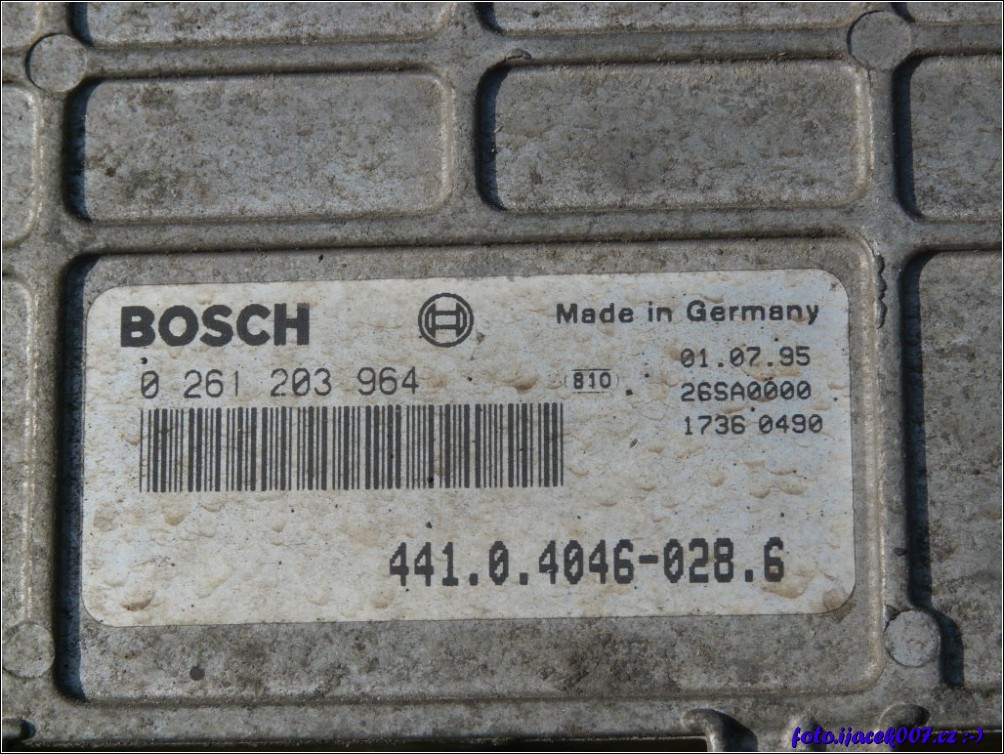 BOSCH
Made in Germany
0 261 203 964
810
01.07.95
26SA0000
1736 0490
441.0.4046-028.6
foto.ijacek007.cz ;-)